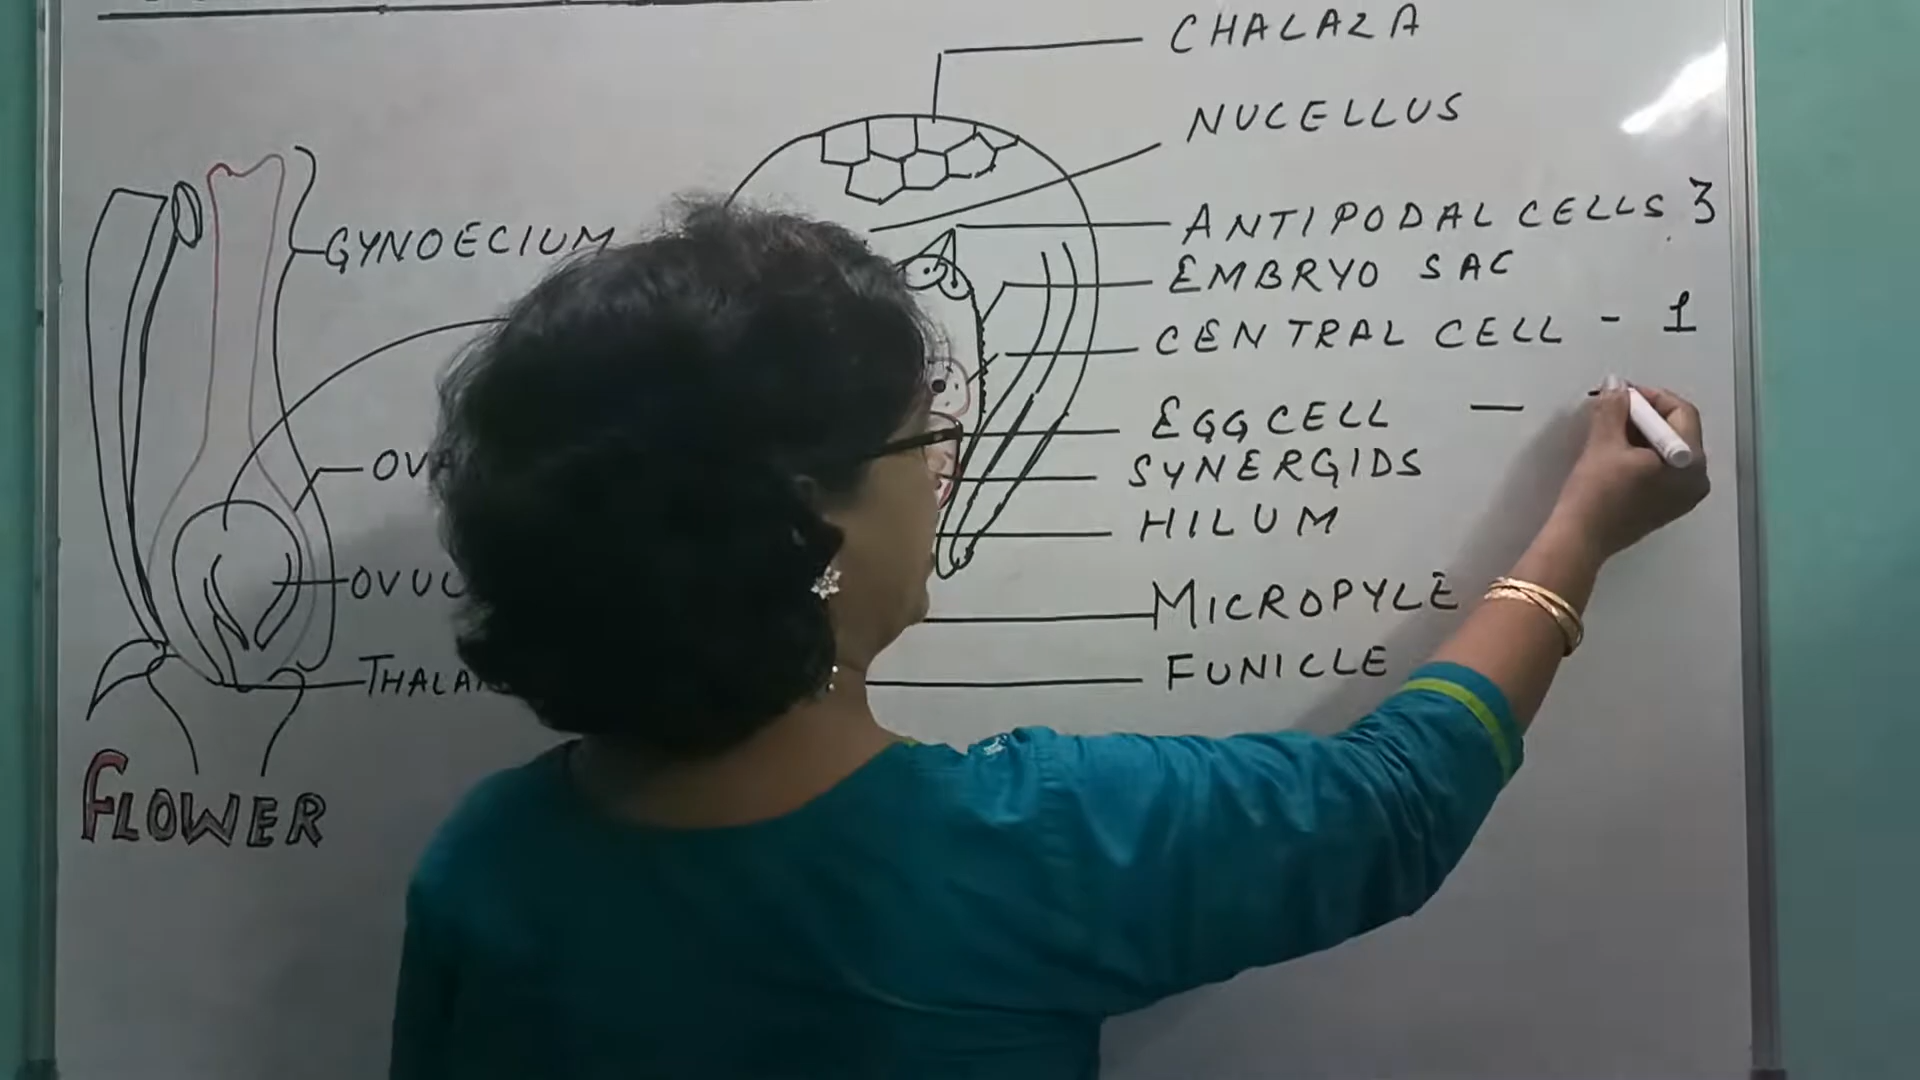 CHALAZA
NUCELLUS
GYNOECIUM
ANTIPODAL CELLS 3
EMBRYO SAC
CENTRAL CELL - 1
EGG CELL —
SYNERGIDS
HILUM
MICROPYLE
FUNICLE
FLOWER